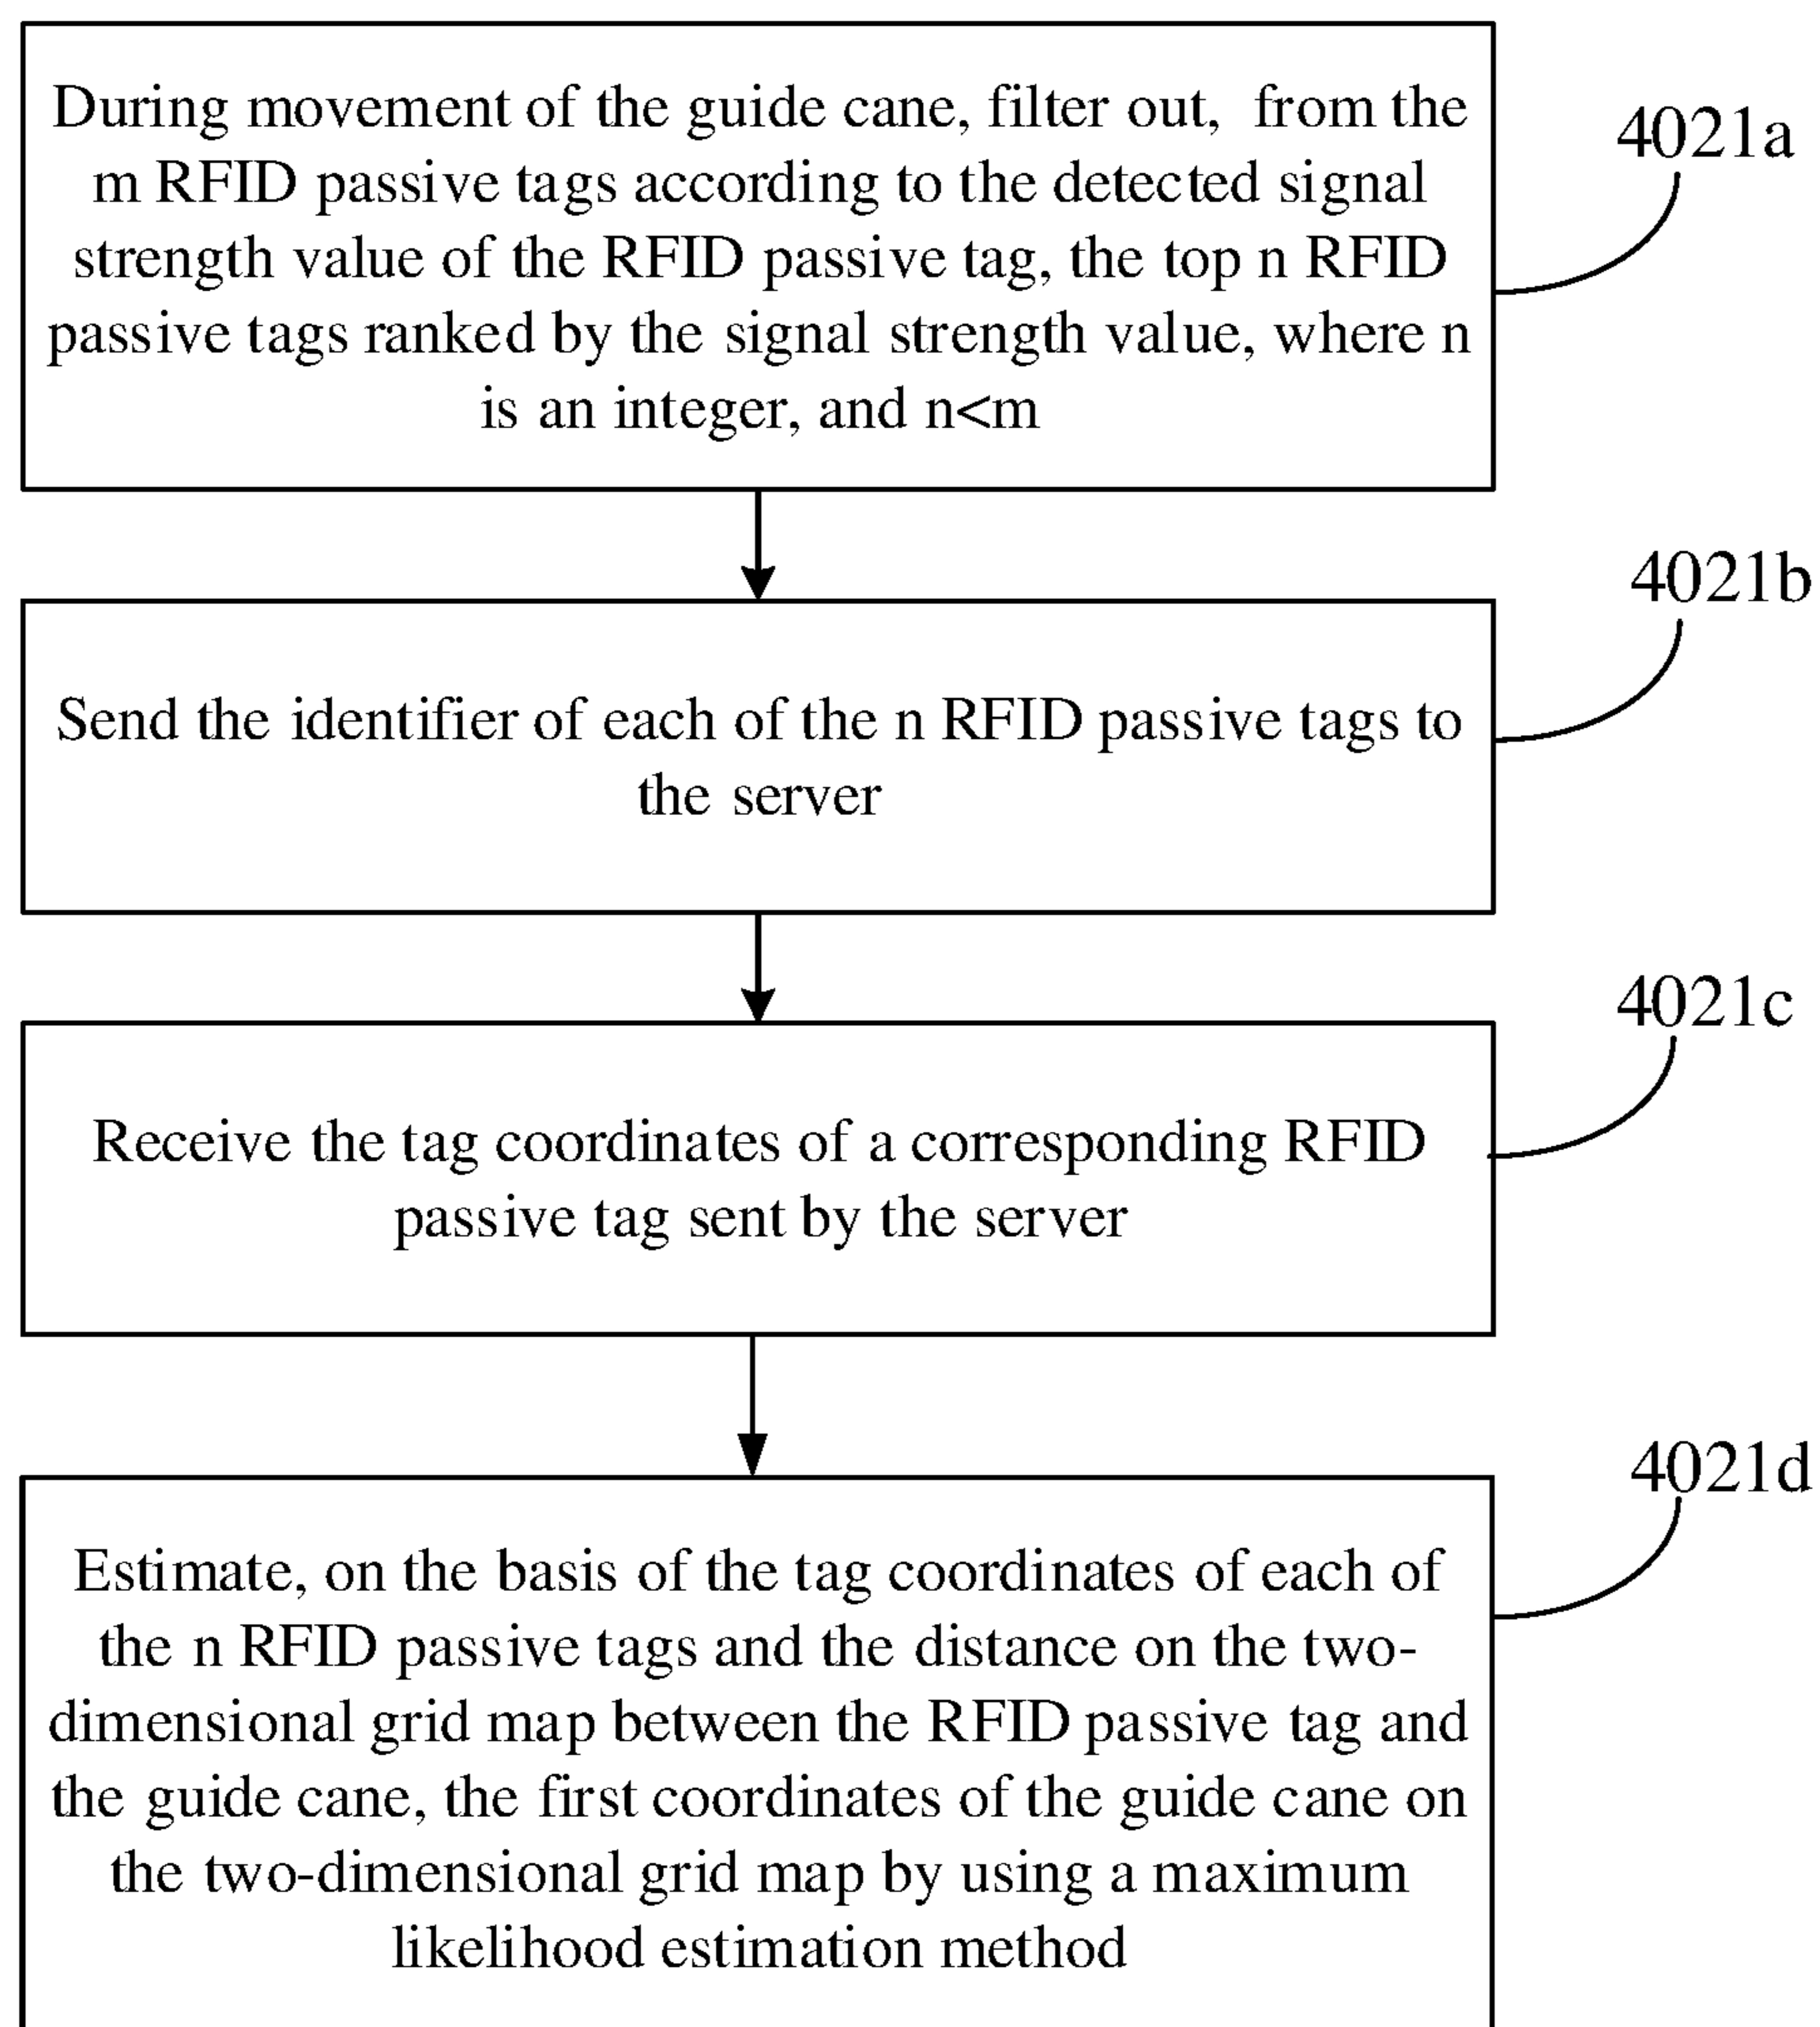 During movement of the guide cane, filter out, from the
m RFID passive tags according to the detected signal
strength value of the RFID passive tag, the top n RFID
passive tags ranked by the signal strength value, where n
is an integer, and n<m
4021a
Send the identifier of each of the n RFID passive tags to
the server
4021b
Receive the tag coordinates of a corresponding RFID
passive tag sent by the server
4021c
Estimate, on the basis of the tag coordinates of each of
the n RFID passive tags and the distance on the two-
dimensional grid map between the RFID passive tag and
the guide cane, the first coordinates of the guide cane on
the two-dimensional grid map by using a maximum
likelihood estimation method
4021d